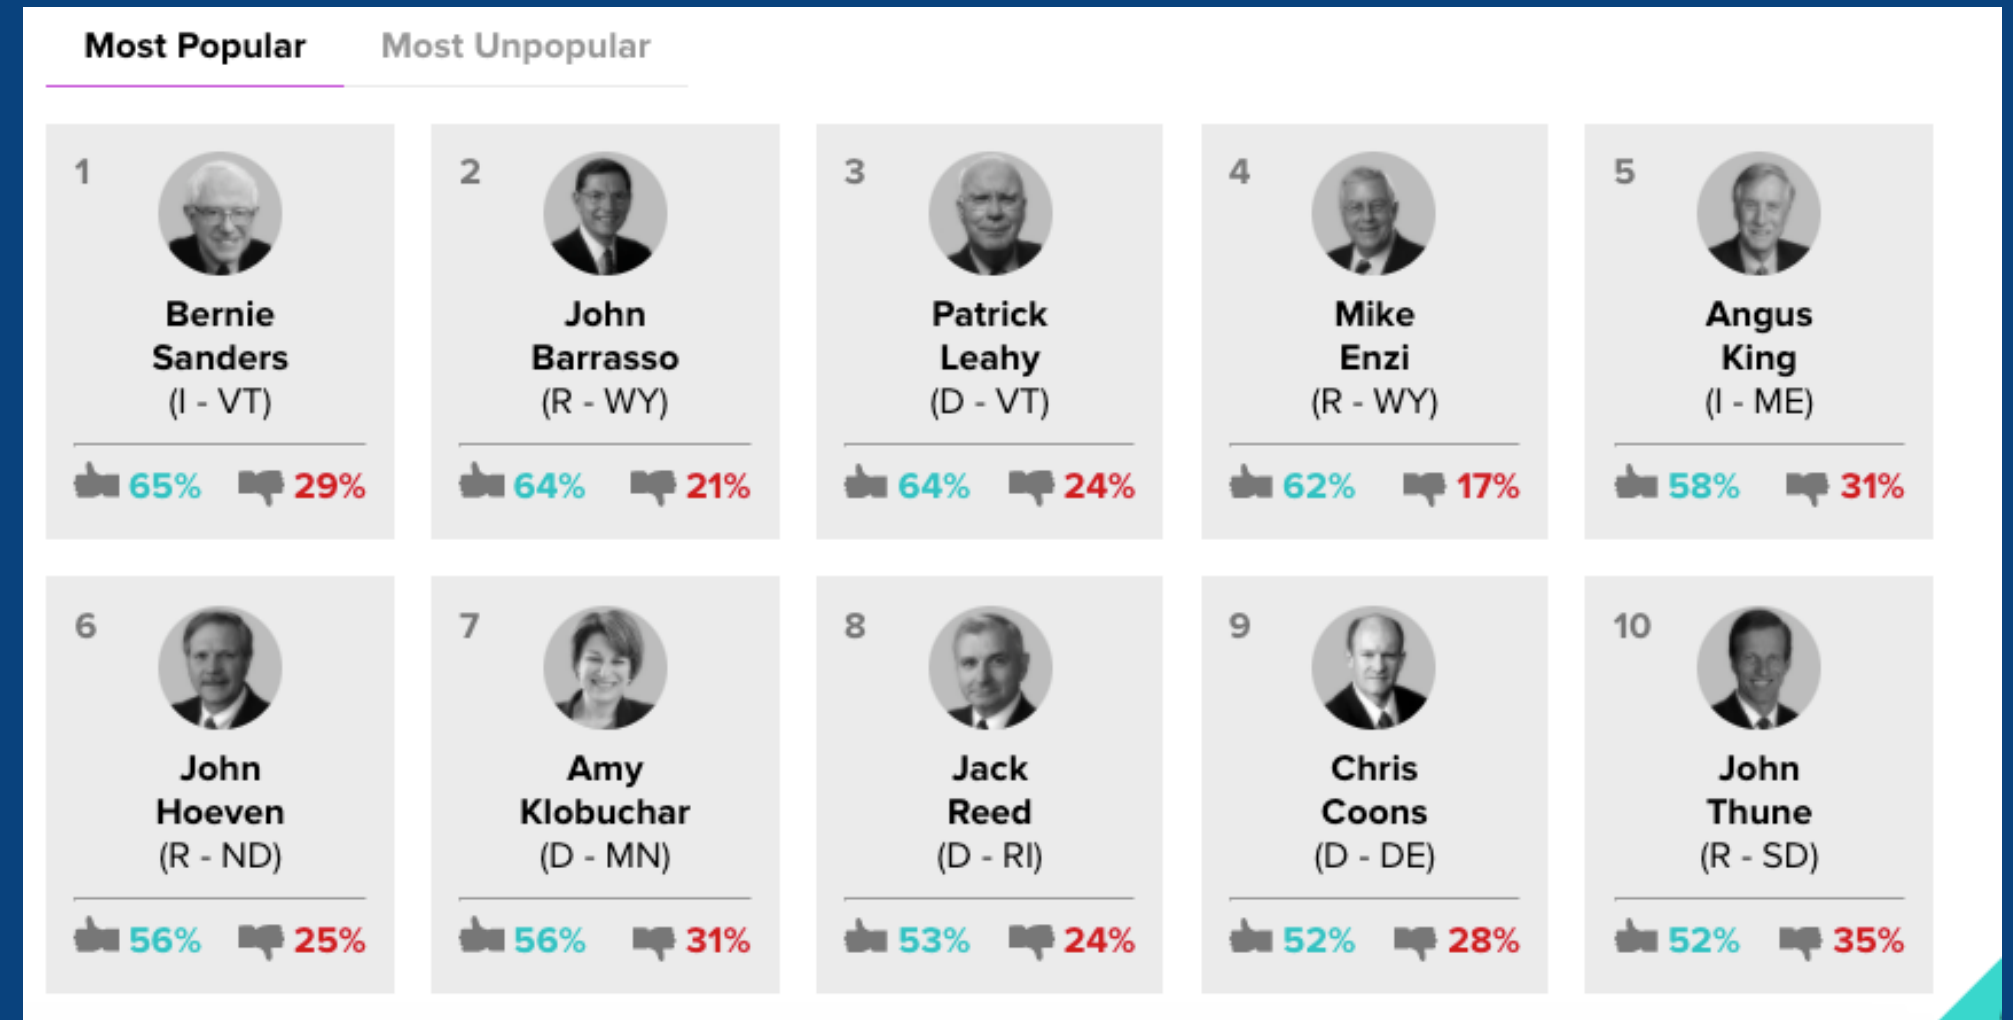 Most Popular Most Unpopular
1
Bernie
Sanders
(I - VT)
65% 29%
2
John
Barrasso
(R - WY)
64% 21%
3
Patrick
Leahy
(D - VT)
64% 24%
4
Mike
Enzi
(R - WY)
62% 17%
5
Angus
King
(I - ME)
58% 31%
6
John
Hoeven
(R - ND)
56% 25%
7
Amy
Klobuchar
(D - MN)
56% 31%
8
Jack
Reed
(D - RI)
53% 24%
9
Chris
Coons
(D - DE)
52% 28%
10
John
Thune
(R - SD)
52% 35%